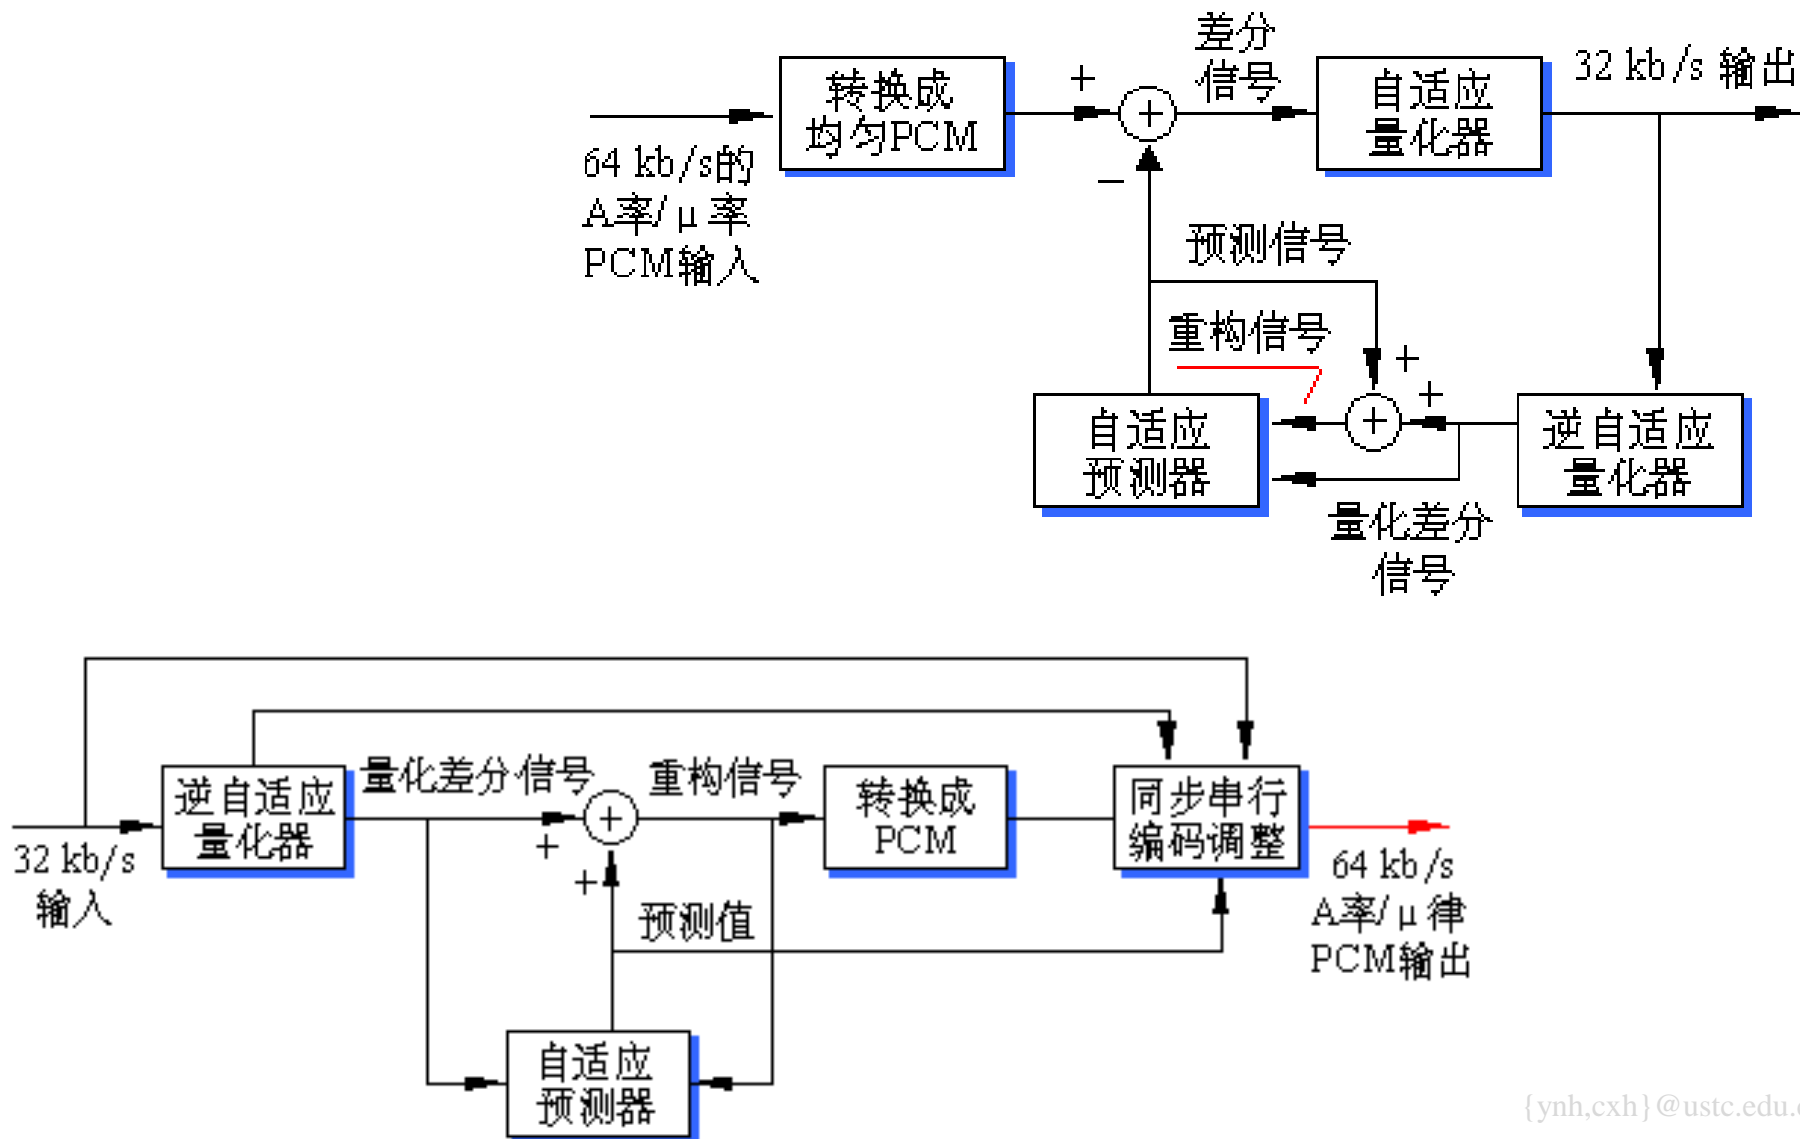 差分
信号
32 kb/s 输出
转换成
均匀PCM
+
+
自适应
量化器
64 kb/s的
A率/μ率
PCM输入
−
预测信号
重构信号
+
+
自适应
预测器
+
逆自适应
量化器
量化差分
信号
逆自适应
量化器
量化差分信号
+
重构信号
转换成
PCM
同步串行
编码调整
32 kb/s
输入
+
+
预测值
64 kb/s
A率/μ律
PCM输出
自适应
预测器
{ynh,cxh}@ustc.edu.c